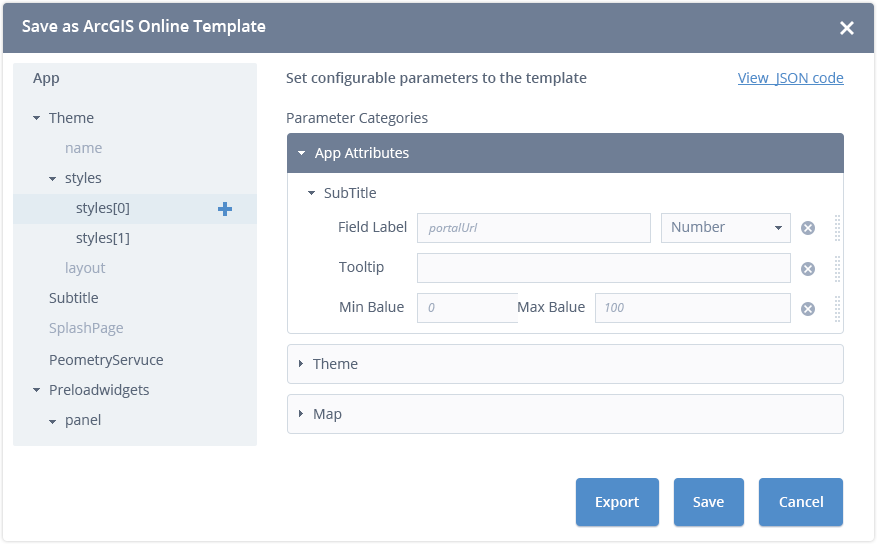 Save as ArcGIS Online Template
App
Theme
name
styles
styles[0]
styles[1]
layout
Subtitle
SplashPage
PeometryServuce
Preloadwidgets
panel
Set configurable parameters to the template
View JSON code
Parameter Categories
App Attributes
SubTitle
Field Label portalUrl Number
Tooltip
Min Balue 0 Max Balue 100
Theme
Map
Export Save Cancel